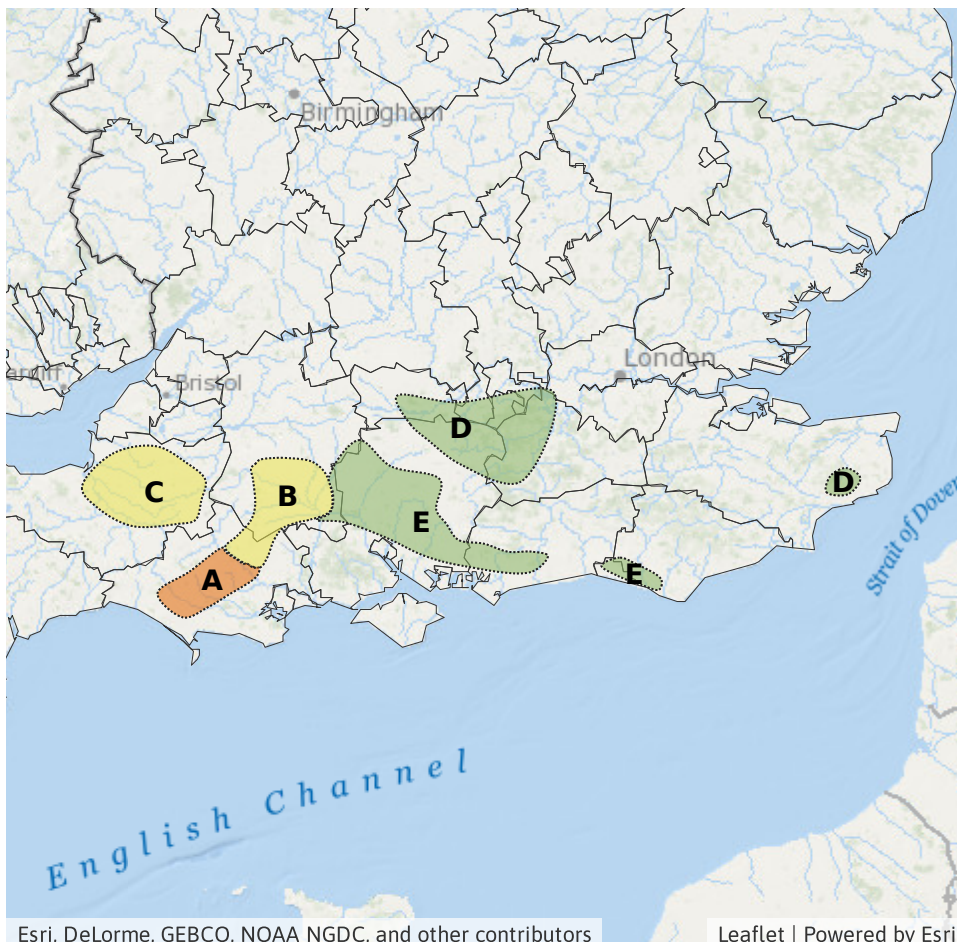 Birmingham
London
ardiff
Bristol
D
D
C
B
E
A
E
Strait of Dover
English Channel
Esri, DeLorme, GEBCO, NOAA NGDC, and other contributors
Leaflet | Powered by Esri